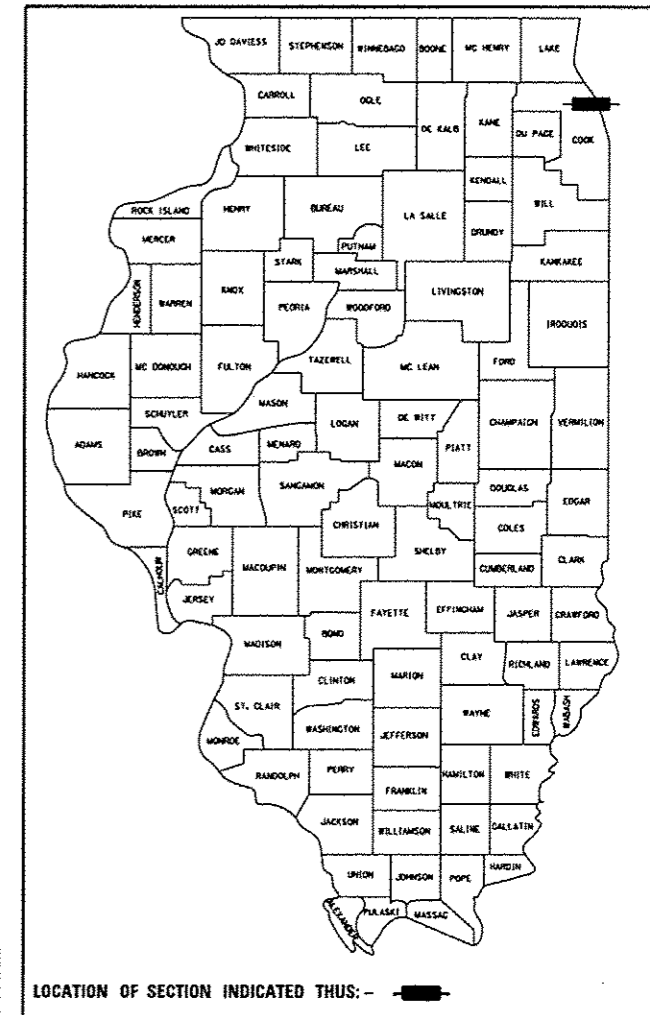 JO DAVIESS
STEPHENSON
WINNEBAGO
BOONE
MC HENRY
LAKE
CARROLL
OGLE
DE KALB
KANE
DU PAGE
COOK
WHITESIDE
LEE
KENDALL
WILL
ROCK ISLAND
HENRY
BUREAU
LA SALLE
GRUNDY
MERCER
PUTNAM
STARK
MARSHALL
KANKAKEE
HENDERSON
WARREN
KNOX
PEORIA
WOODFORD
LIVINGSTON
IROQUOIS
HANCOCK
MC DONOUGH
FULTON
TAZEWELL
MC LEAN
FORD
MASON
SCHUYLER
LOGAN
DE WITT
CHAMPAIGN
VERMILION
ADAMS
BROWN
CASS
MENARD
PIATT
MACON
MORGAN
SANGAMON
DOUGLAS
EDGAR
PIKE
SCOTT
CHRISTIAN
MOULTRIE
COLES
GREENE
MACOUPIN
MONTGOMERY
SHELBY
CUMBERLAND
CLARK
CALHOUN
JERSEY
FAYETTE
EFFINGHAM
JASPER
CRAWFORD
MADISON
BOND
CLAY
RICHLAND
LAWRENCE
CLINTON
MARION
ST. CLAIR
WAYNE
EDWARDS
WABASH
MONROE
WASHINGTON
JEFFERSON
RANDOLPH
PERRY
HAMILTON
WHITE
FRANKLIN
JACKSON
WILLIAMSON
SALINE
GALLATIN
UNION
JOHNSON
POPE
HARDIN
ALEXANDER
PULASKI
MASSAC
LOCATION OF SECTION INDICATED THUS: -